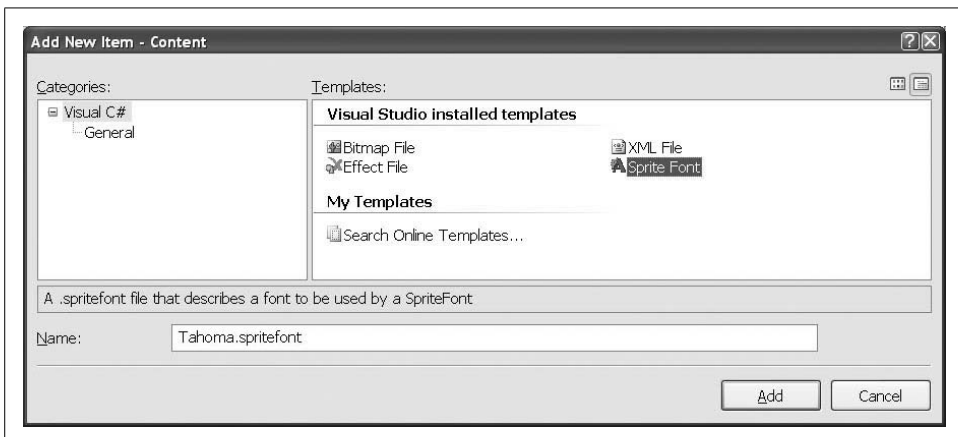 Add New Item - Content
Categories:
Visual C#
General
Templates:
Visual Studio installed templates
Bitmap File
XML File
Effect File
Sprite Font
My Templates
Search Online Templates...
A .spritefont file that describes a font to be used by a SpriteFont
Name:
Tahoma.spritefont
Add
Cancel